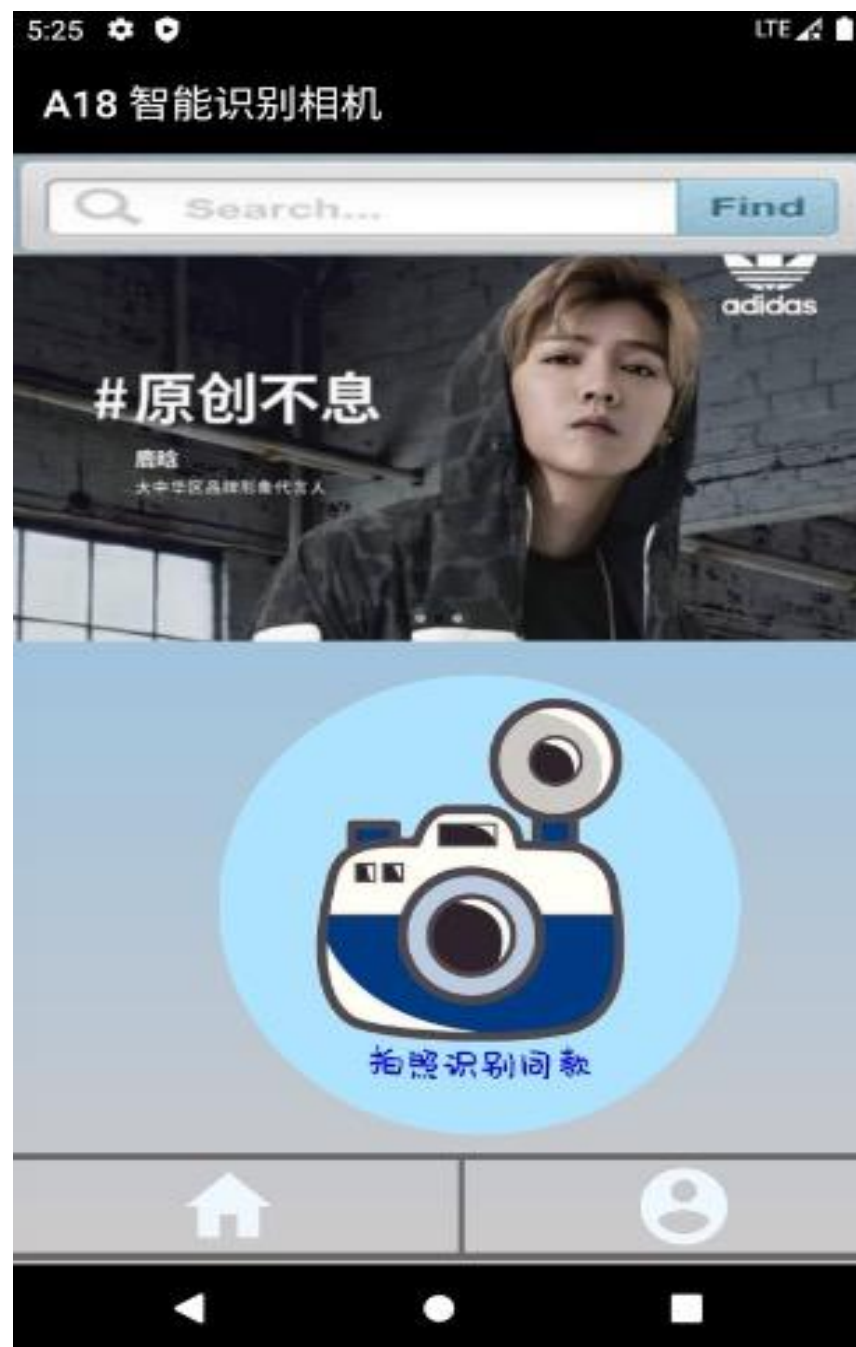 5:25
LTE
A18 智能识别相机
Search...
Find
adidas
#原创不息
鹿晗
大中华区品牌形象代言人
拍照识别同款